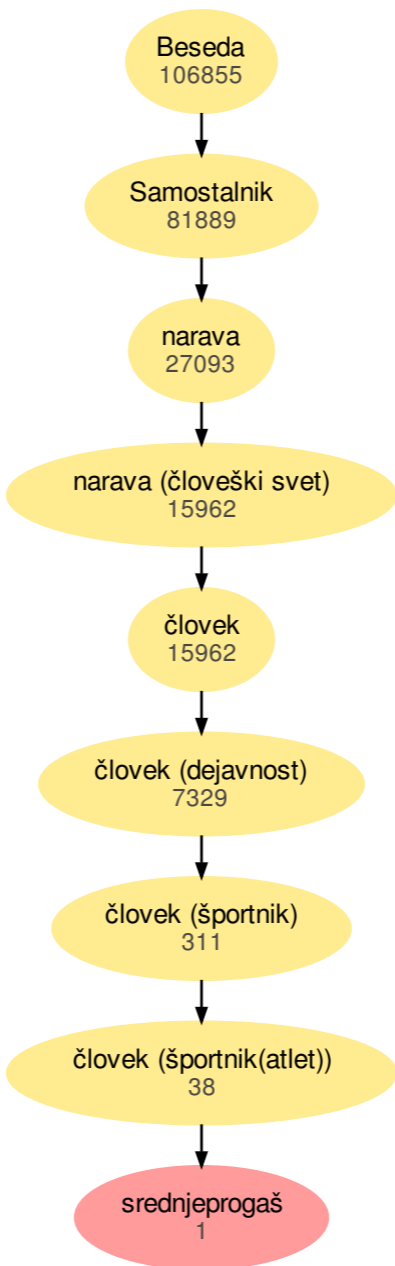 Beseda
106855
Samostalnik
81889
narava
27093
narava (človeški svet)
15962
človek
15962
človek (dejavnost)
7329
človek (športnik)
311
človek (športnik(atlet))
38
srednjeprogaš
1